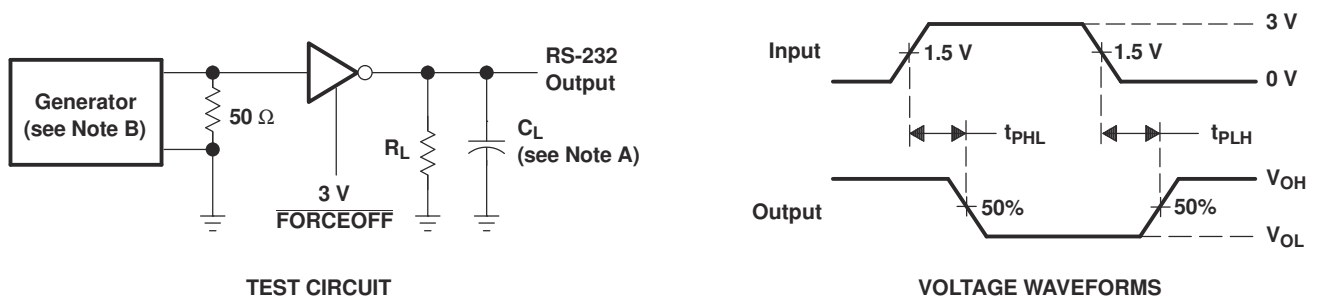 Generator
(see Note B)
50 Ω
3 V
FORCEOFF
R_L
C_L
(see Note A)
RS-232
Output
TEST CIRCUIT
Input
1.5 V
1.5 V
3 V
0 V
t_PHL
t_PLH
Output
50%
50%
V_OH
V_OL
VOLTAGE WAVEFORMS